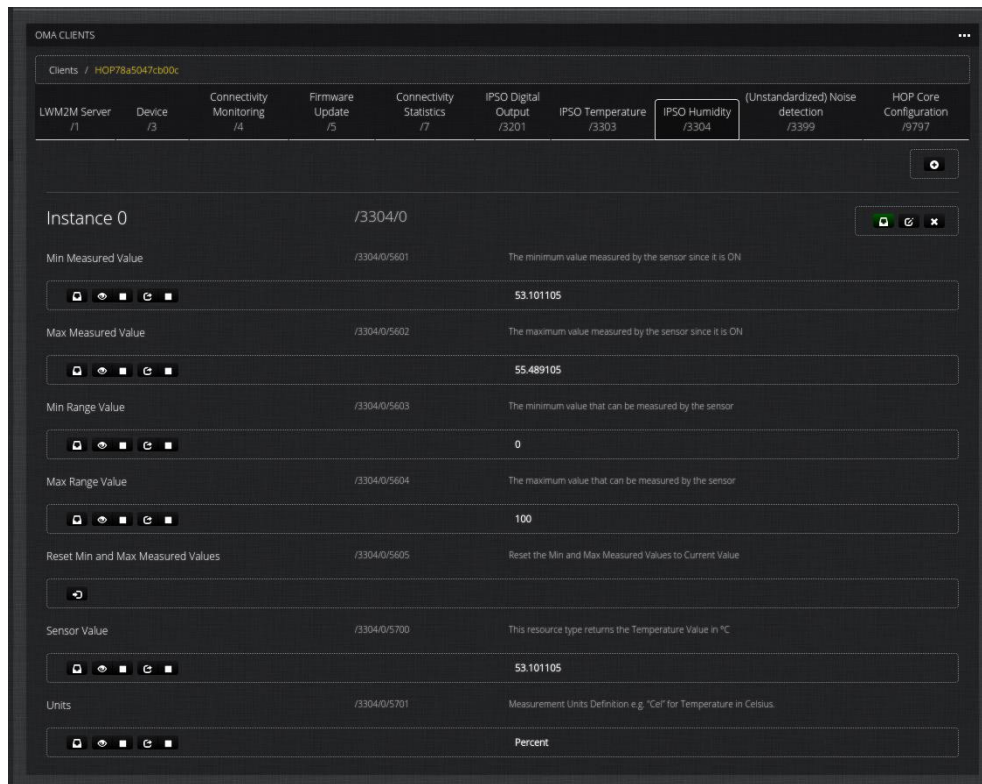 OMA CLIENTS
Clients / HOP78a5047cb00c
LWM2M Server /1
Device /3
Connectivity Monitoring /4
Firmware Update /5
Connectivity Statistics /7
IPSO Digital Output /3201
IPSO Temperature /3303
IPSO Humidity /3304
(Unstandardized) Noise detection /3399
HOP Core Configuration /9797
Instance 0 /3304/0
Min Measured Value /3304/0/5601 The minimum value measured by the sensor since it is ON
53.101105
Max Measured Value /3304/0/5602 The maximum value measured by the sensor since it is ON
55.489105
Min Range Value /3304/0/5603 The minimum value that can be measured by the sensor
0
Max Range Value /3304/0/5604 The maximum value that can be measured by the sensor
100
Reset Min and Max Measured Values /3304/0/5605 Reset the Min and Max Measured Values to Current Value
Sensor Value /3304/0/5700 This resource type returns the Temperature Value in °C
53.101105
Units /3304/0/5701 Measurement Units Definition e.g. "Cel" for Temperature in Celsius.
Percent